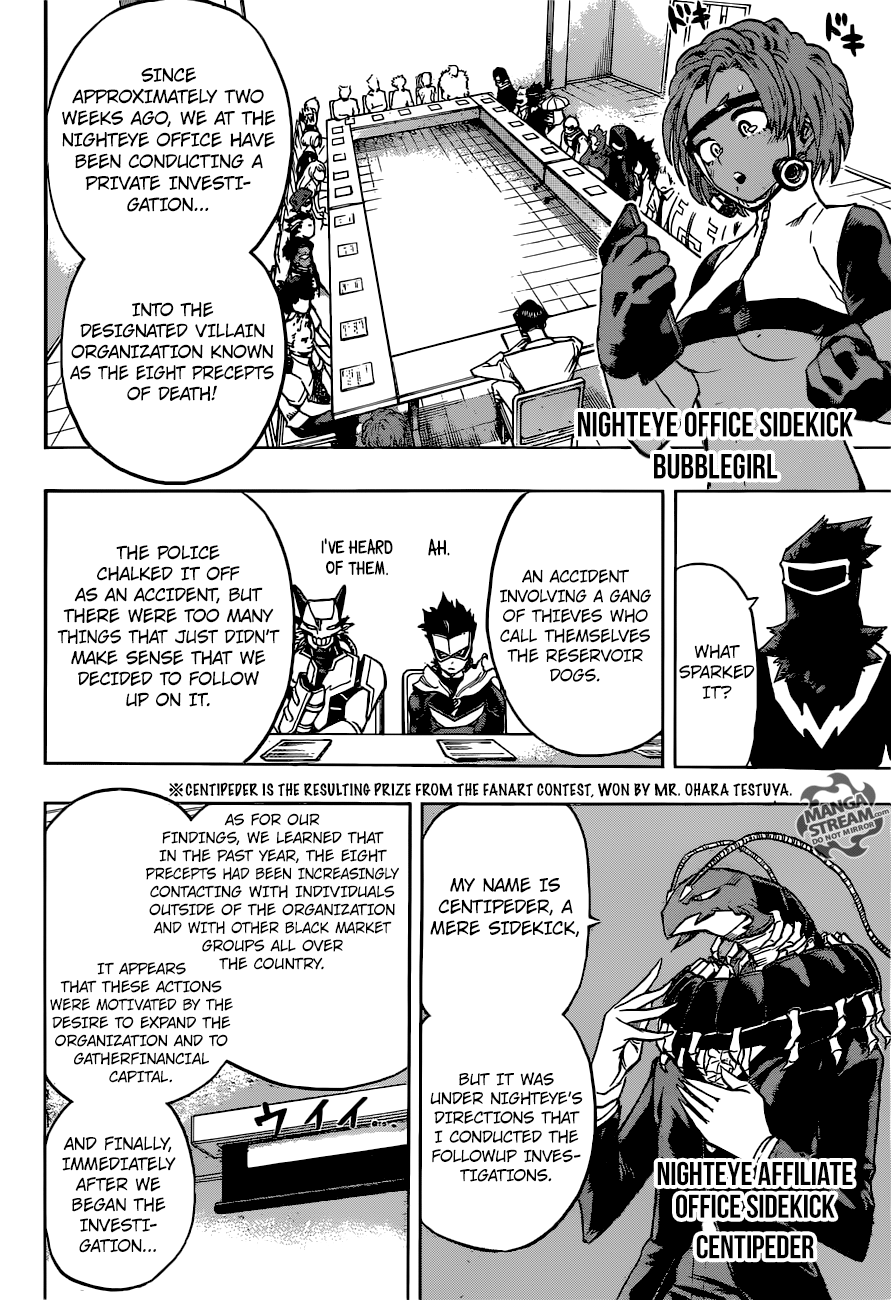 SINCE
APPROXIMATELY TWO
WEEKS AGO, WE AT THE
NIGHTEYE OFFICE HAVE
BEEN CONDUCTING A
PRIVATE INVESTI-
GATION...
INTO THE
DESIGNATED VILLAIN
ORGANIZATION KNOWN
AS THE EIGHT PRECEPTS
OF DEATH!
ドキ
ドキ
NIGHTEYE OFFICE SIDEKICK
BUBBLEGIRL
WHAT
SPARKED
IT?
AN ACCIDENT
INVOLVING A GANG
OF THIEVES WHO
CALL THEMSELVES
THE RESERVOIR
DOGS.
AH.
I'VE HEARD
OF THEM.
THE POLICE
CHALKED IT OFF
AS AN ACCIDENT, BUT
THERE WERE TOO MANY
THINGS THAT JUST DIDN'T
MAKE SENSE THAT WE
DECIDED TO FOLLOW
UP ON IT.
※CENTIPEDER IS THE RESULTING PRIZE FROM THE FANART CONTEST, WON BY MR. OHARA TESTUYA.
MANGA
STREAM.com
DO NOT MIRROR
MY NAME IS
CENTIPEDER, A
MERE SIDEKICK,
BUT IT WAS
UNDER NIGHTEYE'S
DIRECTIONS THAT
I CONDUCTED THE
FOLLOWUP INVES-
TIGATIONS.
NIGHTEYE AFFILIATE
OFFICE SIDEKICK
CENTIPEDER
AS FOR OUR
FINDINGS, WE LEARNED THAT
IN THE PAST YEAR, THE EIGHT
PRECEPTS HAD BEEN INCREASINGLY
CONTACTING WITH INDIVIDUALS
OUTSIDE OF THE ORGANIZATION
AND WITH OTHER BLACK MARKET
GROUPS ALL OVER
THE COUNTRY.
IT APPEARS
THAT THESE ACTIONS
WERE MOTIVATED BY THE
DESIRE TO EXPAND THE
ORGANIZATION AND TO
GATHERFINANCIAL
CAPITAL.
ウイイ...
AND FINALLY,
IMMEDIATELY
AFTER WE
BEGAN THE
INVESTI-
GATION...